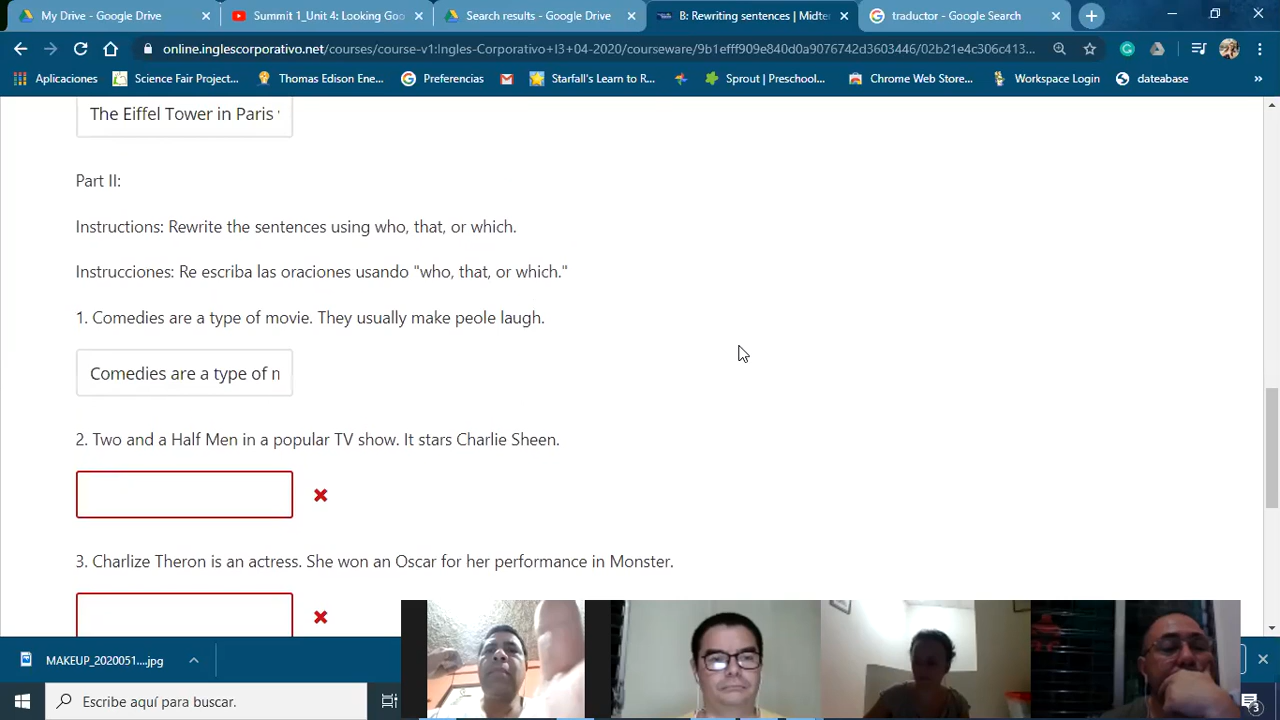 My Drive - Google Drive
Summit 1_Unit 4: Looking Goo
Search results - Google Drive
B: Rewriting sentences | Midter
traductor - Google Search
online.inglescorporativo.net/courses/course-v1:Ingles-Corporativo+I3+04-2020/courseware/9b1efff909e840d0a9076742d3603446/02b21e4c306c413...
Aplicaciones
Science Fair Project...
Thomas Edison Ene...
Preferencias
Starfall's Learn to R...
Sprout | Preschool...
Chrome Web Store...
Workspace Login
dateabase
The Eiffel Tower in Paris
Part II:
Instructions: Rewrite the sentences using who, that, or which.
Instrucciones: Re escriba las oraciones usando "who, that, or which."
1. Comedies are a type of movie. They usually make peole laugh.
Comedies are a type of n
2. Two and a Half Men in a popular TV show. It stars Charlie Sheen.
3. Charlize Theron is an actress. She won an Oscar for her performance in Monster.
MAKEUP_2020051....jpg
Escribe aquí para buscar.
3